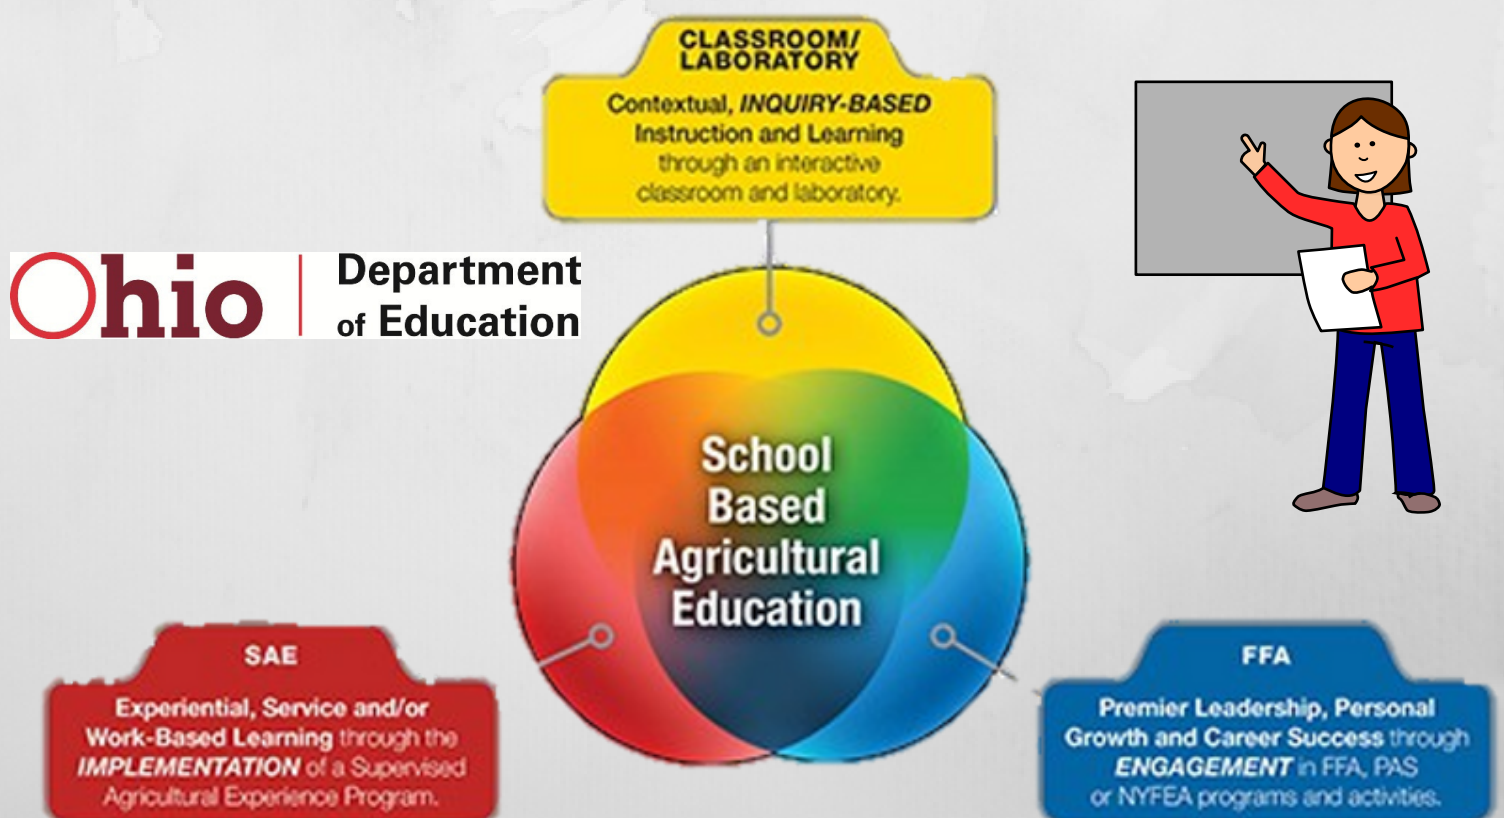 CLASSROOM/
LABORATORY
Contextual, INQUIRY-BASED
Instruction and Learning
through an interactive
classroom and laboratory.
Ohio
Department
of Education
School
Based
Agricultural
Education
SAE
Experiential, Service and/or
Work-Based Learning through the
IMPLEMENTATION of a Supervised
Agricultural Experience Program.
FFA
Premier Leadership, Personal
Growth and Career Success through
ENGAGEMENT in FFA, PAS
or NYFEA programs and activities.